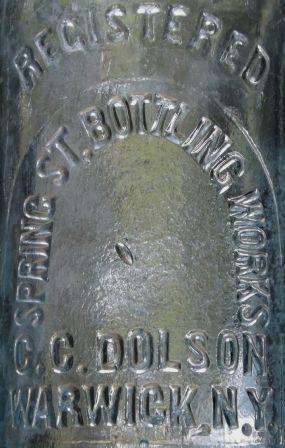 REGISTERED
SPRING ST. BOTTLING WORKS
C. C. DOLSON
WARWICK, N.Y.